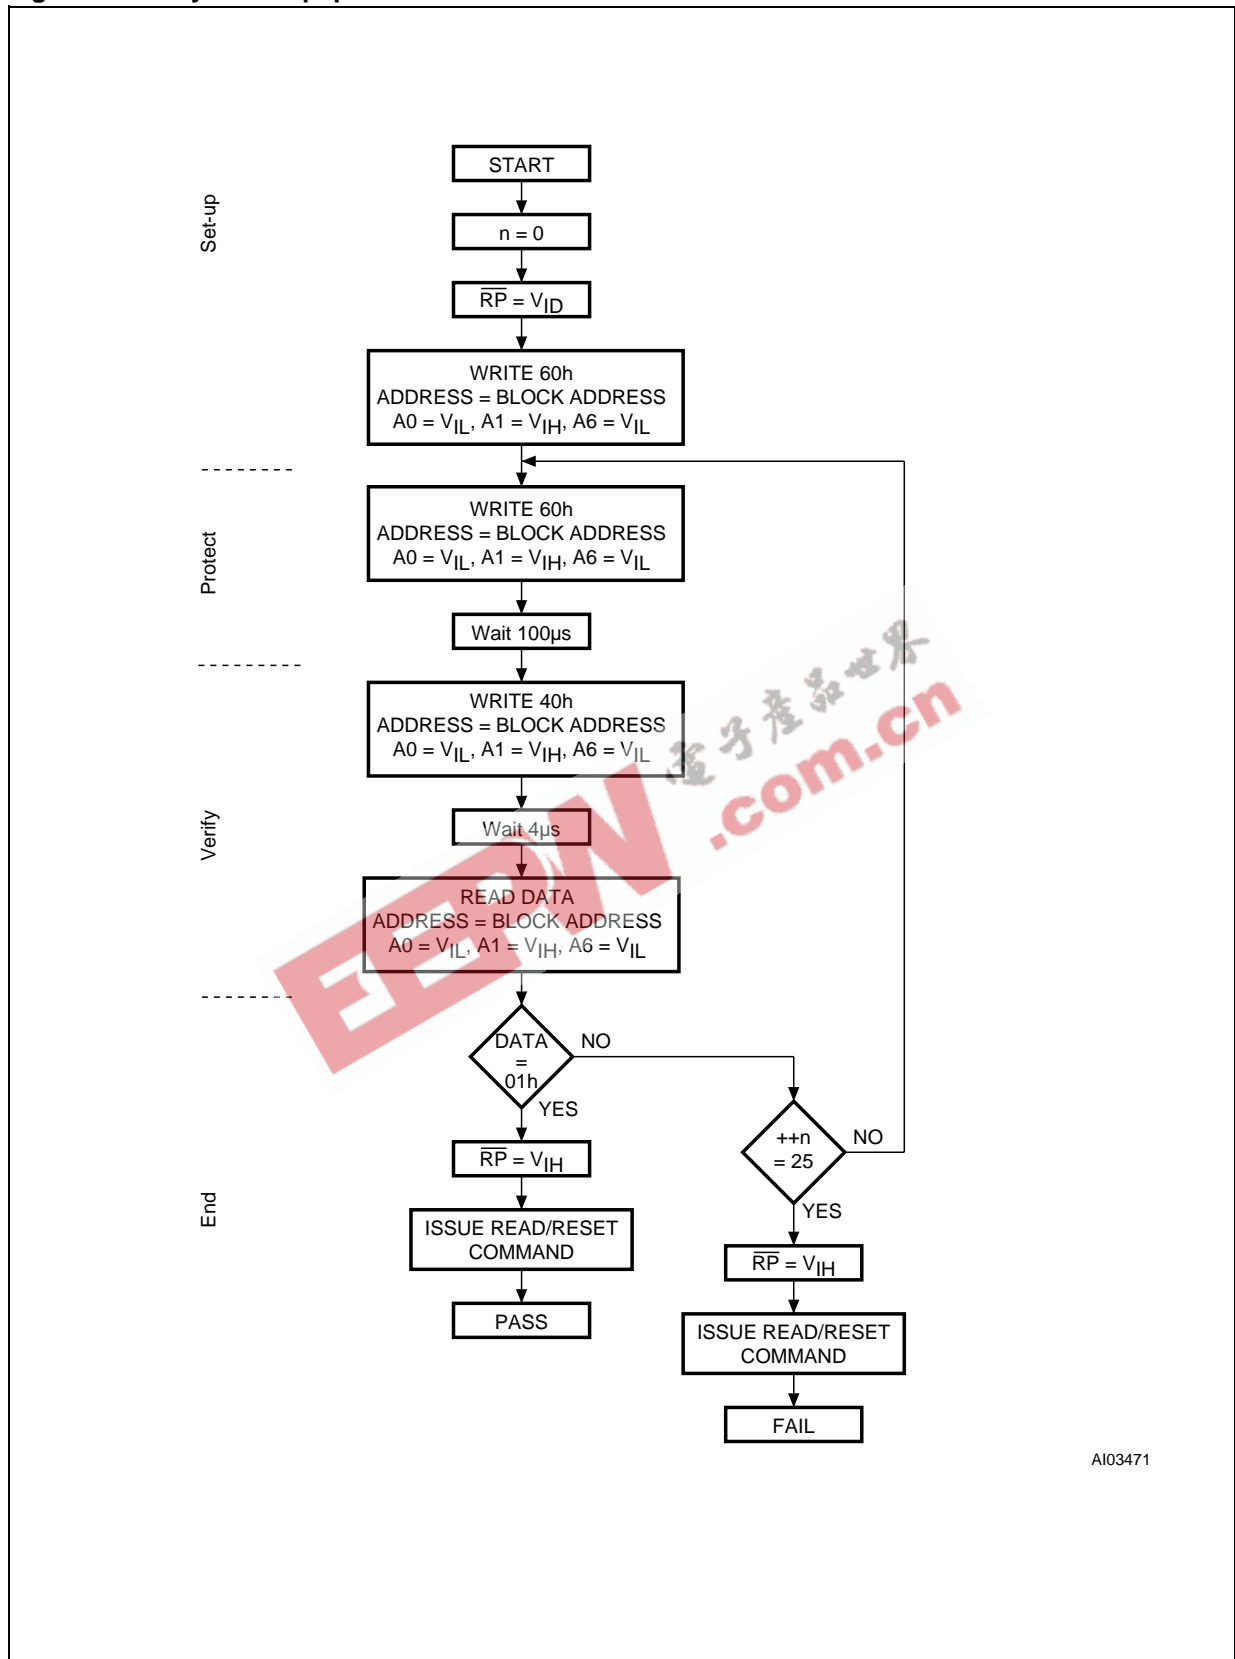 START
Set-up
n = 0
RP = VID
WRITE 60h
ADDRESS = BLOCK ADDRESS
A0 = VIL, A1 = VIH, A6 = VIL
Protect
WRITE 60h
ADDRESS = BLOCK ADDRESS
A0 = VIL, A1 = VIH, A6 = VIL
Wait 100µs
WRITE 40h
ADDRESS = BLOCK ADDRESS
A0 = VIL, A1 = VIH, A6 = VIL
Verify
Wait 4µs
READ DATA
ADDRESS = BLOCK ADDRESS
A0 = VIL, A1 = VIH, A6 = VIL
EEPW .com.cn
電子產品世界
DATA
=
01h
NO
YES
++n
= 25
NO
YES
End
RP = VIH
ISSUE READ/RESET
COMMAND
PASS
RP = VIH
ISSUE READ/RESET
COMMAND
FAIL
AI03471